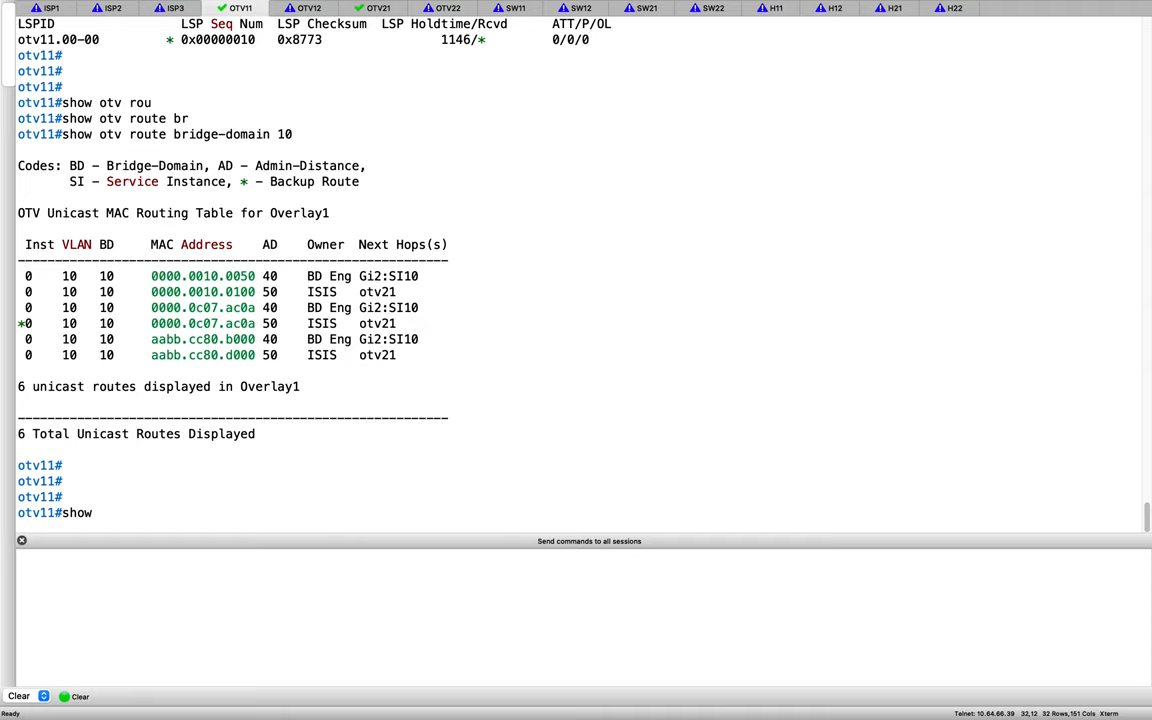 ISP1 ISP2 ISP3 OTV11 OTV12 OTV21 OTV22 SW11 SW12 SW21 SW22 H11 H12 H21 H22
LSPID LSP Seq Num LSP Checksum LSP Holdtime/Rcvd ATT/P/OL
otv11.00-00 * 0x00000010 0x8773 1146/* 0/0/0
otv11#
otv11#
otv11#
otv11#show otv rou
otv11#show otv route br
otv11#show otv route bridge-domain 10
Codes: BD - Bridge-Domain, AD - Admin-Distance,
SI - Service Instance, * - Backup Route
OTV Unicast MAC Routing Table for Overlay1
Inst VLAN BD MAC Address AD Owner Next Hops(s)
----------------------------------------------------------
0 10 10 0000.0010.0050 40 BD Eng Gi2:SI10
0 10 10 0000.0010.0100 50 ISIS otv21
0 10 10 0000.0c07.ac0a 40 BD Eng Gi2:SI10
*0 10 10 0000.0c07.ac0a 50 ISIS otv21
0 10 10 aabb.cc80.b000 40 BD Eng Gi2:SI10
0 10 10 aabb.cc80.d000 50 ISIS otv21
6 unicast routes displayed in Overlay1
----------------------------------------------------------
6 Total Unicast Routes Displayed
otv11#
otv11#
otv11#
otv11#show
Send commands to all sessions
Clear Clear
Ready Telnet: 10.64.66.39 32,12 32 Rows,151 Cols Xterm